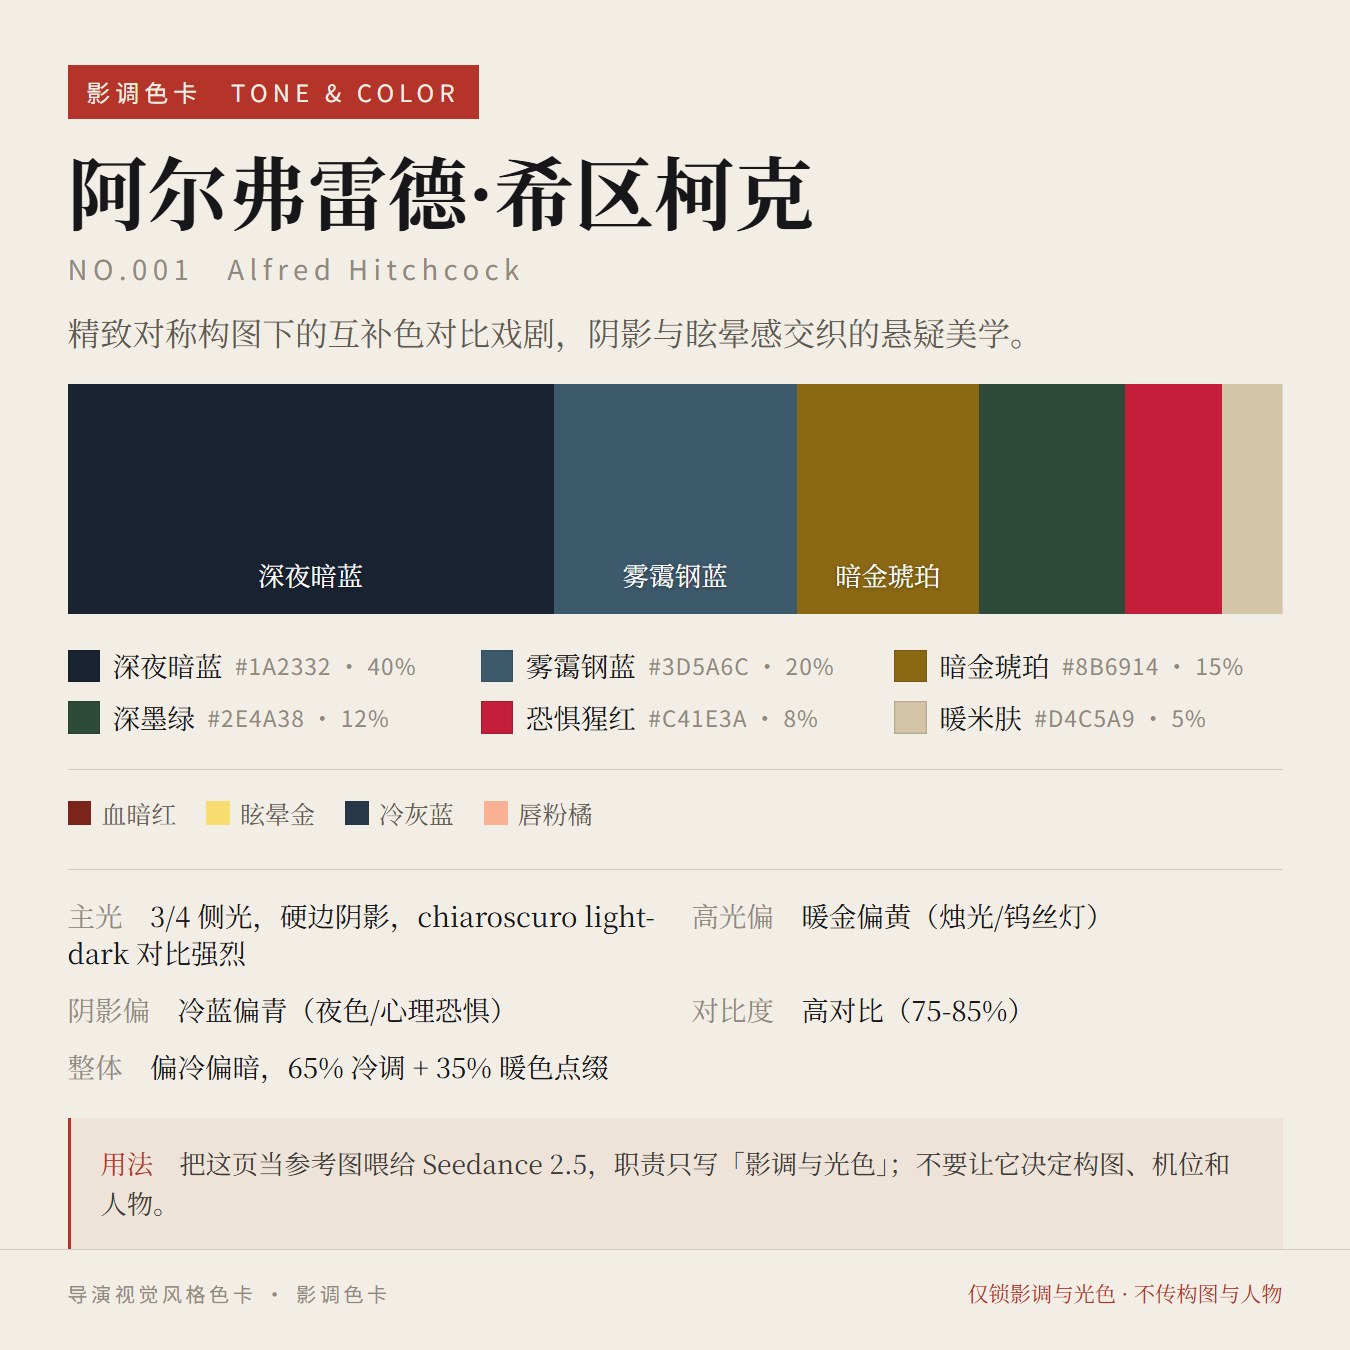 影调色卡 TONE & COLOR
阿尔弗雷德·希区柯克
NO.001 Alfred Hitchcock
精致对称构图下的互补色对比戏剧，阴影与眩晕感交织的悬疑美学。
深夜暗蓝 雾霭钢蓝 暗金琥珀
深夜暗蓝 #1A2332 · 40% 雾霭钢蓝 #3D5A6C · 20% 暗金琥珀 #8B6914 · 15%
深墨绿 #2E4A38 · 12% 恐惧猩红 #C41E3A · 8% 暖米肤 #D4C5A9 · 5%
血暗红 眩晕金 冷灰蓝 唇粉橘
主光 3/4 侧光，硬边阴影，chiaroscuro light- 高光偏 暖金偏黄（烛光/钨丝灯）
dark 对比强烈
阴影偏 冷蓝偏青（夜色/心理恐惧） 对比度 高对比（75-85%）
整体 偏冷偏暗，65% 冷调 + 35% 暖色点缀
用法 把这页当参考图喂给 Seedance 2.5，职责只写「影调与光色」；不要让它决定构图、机位和
人物。
导演视觉风格色卡 · 影调色卡 仅锁影调与光色 · 不传构图与人物